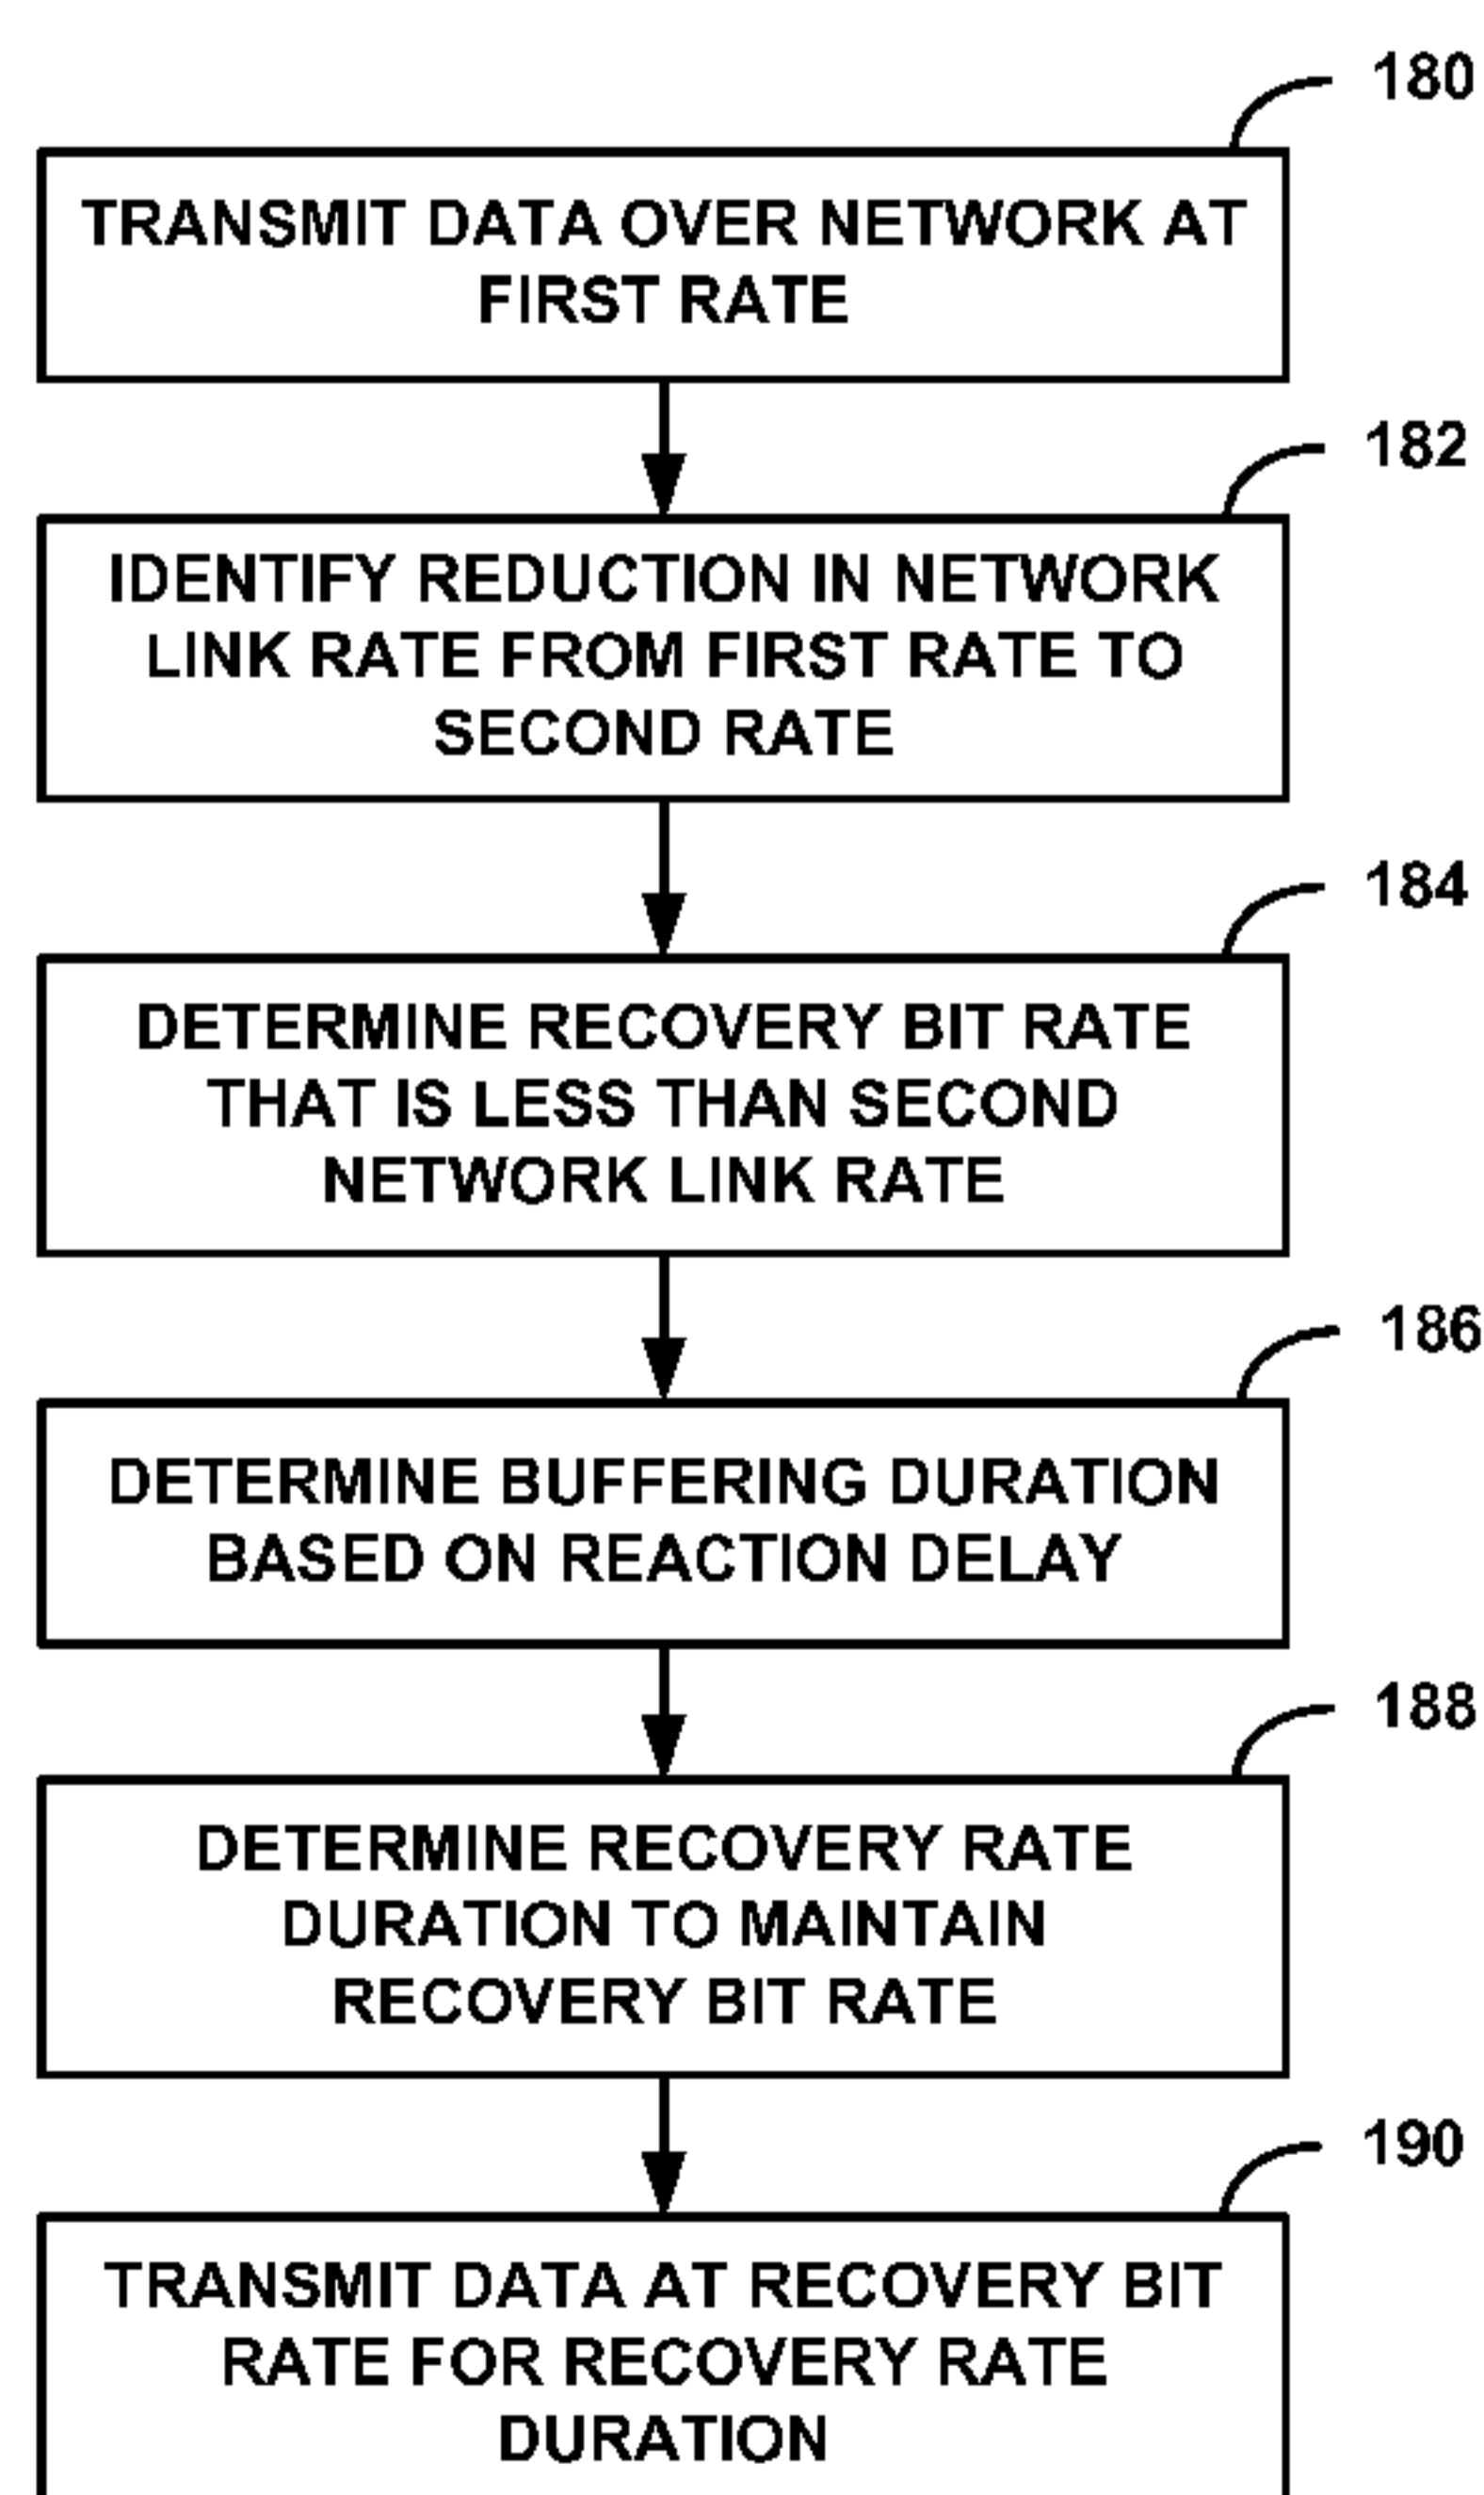 180
TRANSMIT DATA OVER NETWORK AT
FIRST RATE
182
IDENTIFY REDUCTION IN NETWORK
LINK RATE FROM FIRST RATE TO
SECOND RATE
184
DETERMINE RECOVERY BIT RATE
THAT IS LESS THAN SECOND
NETWORK LINK RATE
186
DETERMINE BUFFERING DURATION
BASED ON REACTION DELAY
188
DETERMINE RECOVERY RATE
DURATION TO MAINTAIN
RECOVERY BIT RATE
190
TRANSMIT DATA AT RECOVERY BIT
RATE FOR RECOVERY RATE
DURATION